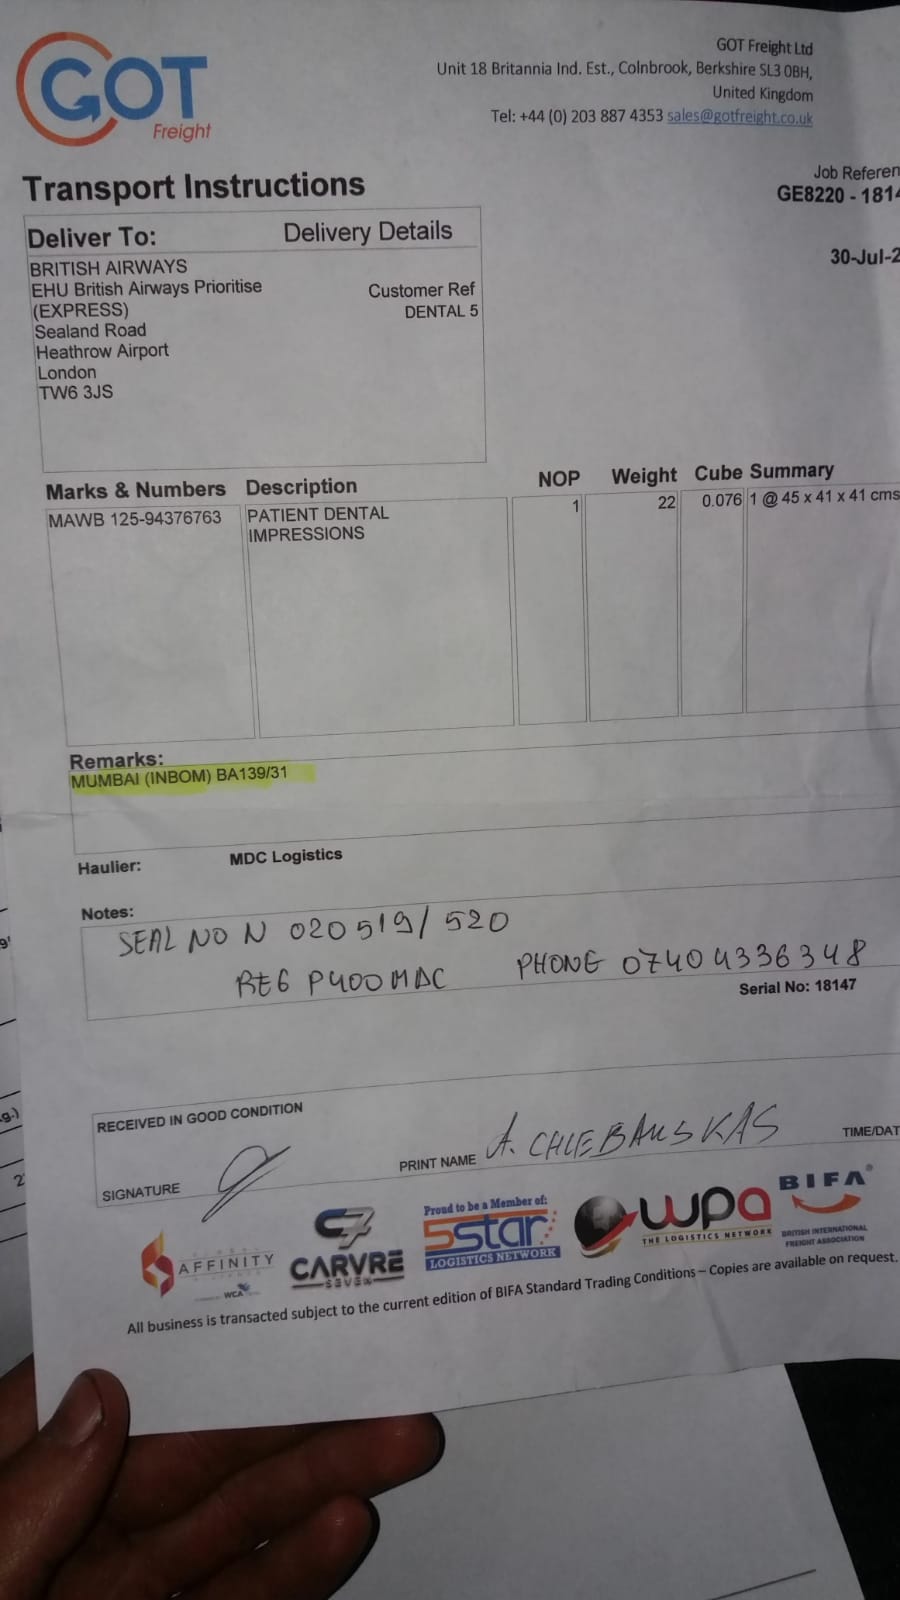 GOT
Freight
GOT Freight Ltd
Unit 18 Britannia Ind. Est., Colnbrook, Berkshire SL3 0BH,
United Kingdom
Tel: +44 (0) 203 887 4353 sales@gotfreight.co.uk
Transport Instructions
Job Referen
GE8220 - 1814
30-Jul-2
Deliver To: Delivery Details
BRITISH AIRWAYS
EHU British Airways Prioritise
(EXPRESS)
Sealand Road
Heathrow Airport
London
TW6 3JS
Customer Ref
DENTAL 5
Marks & Numbers Description NOP Weight Cube Summary
MAWB 125-94376763 PATIENT DENTAL 1 22 0.076 1 @ 45 x 41 x 41 cms
IMPRESSIONS
Remarks:
MUMBAI (INBOM) BA139/31
Haulier: MDC Logistics
Notes:
SEAL NO N 020519/520
REG P400MDC PHONE 07404336348
Serial No: 18147
RECEIVED IN GOOD CONDITION
SIGNATURE
PRINT NAME A. CHLEBAUSKAS
TIME/DAT
AFFINITY
WCA
C7
CARVRE
SEVEN
Proud to be a Member of:
5star
LOGISTICS NETWORK
wpa
THE LOGISTICS NETWORK
BIFA®
BRITISH INTERNATIONAL
FREIGHT ASSOCIATION
All business is transacted subject to the current edition of BIFA Standard Trading Conditions – Copies are available on request.
g.)
2